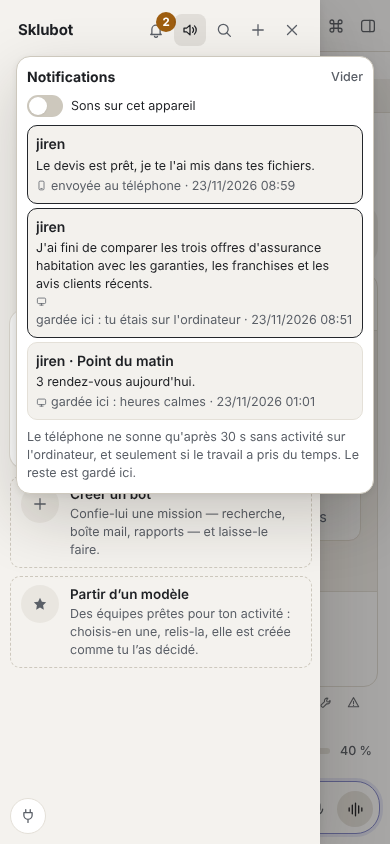 Sklubot
2
Notifications
Vider
Sons sur cet appareil
jiren
Le devis est prêt, je te l'ai mis dans tes fichiers.
envoyée au téléphone · 23/11/2026 08:59
jiren
J'ai fini de comparer les trois offres d'assurance
habitation avec les garanties, les franchises et les
avis clients récents.
gardée ici : tu étais sur l'ordinateur · 23/11/2026 08:51
jiren · Point du matin
3 rendez-vous aujourd'hui.
gardée ici : heures calmes · 23/11/2026 01:01
Le téléphone ne sonne qu'après 30 s sans activité sur
l'ordinateur, et seulement si le travail a pris du temps. Le
reste est gardé ici.
Créer un bot
Confie-lui une mission — recherche,
boîte mail, rapports — et laisse-le
faire.
s
Partir d’un modèle
Des équipes prêtes pour ton activité :
choisis-en une, relis-la, elle est créée
comme tu l’as décidé.
40 %